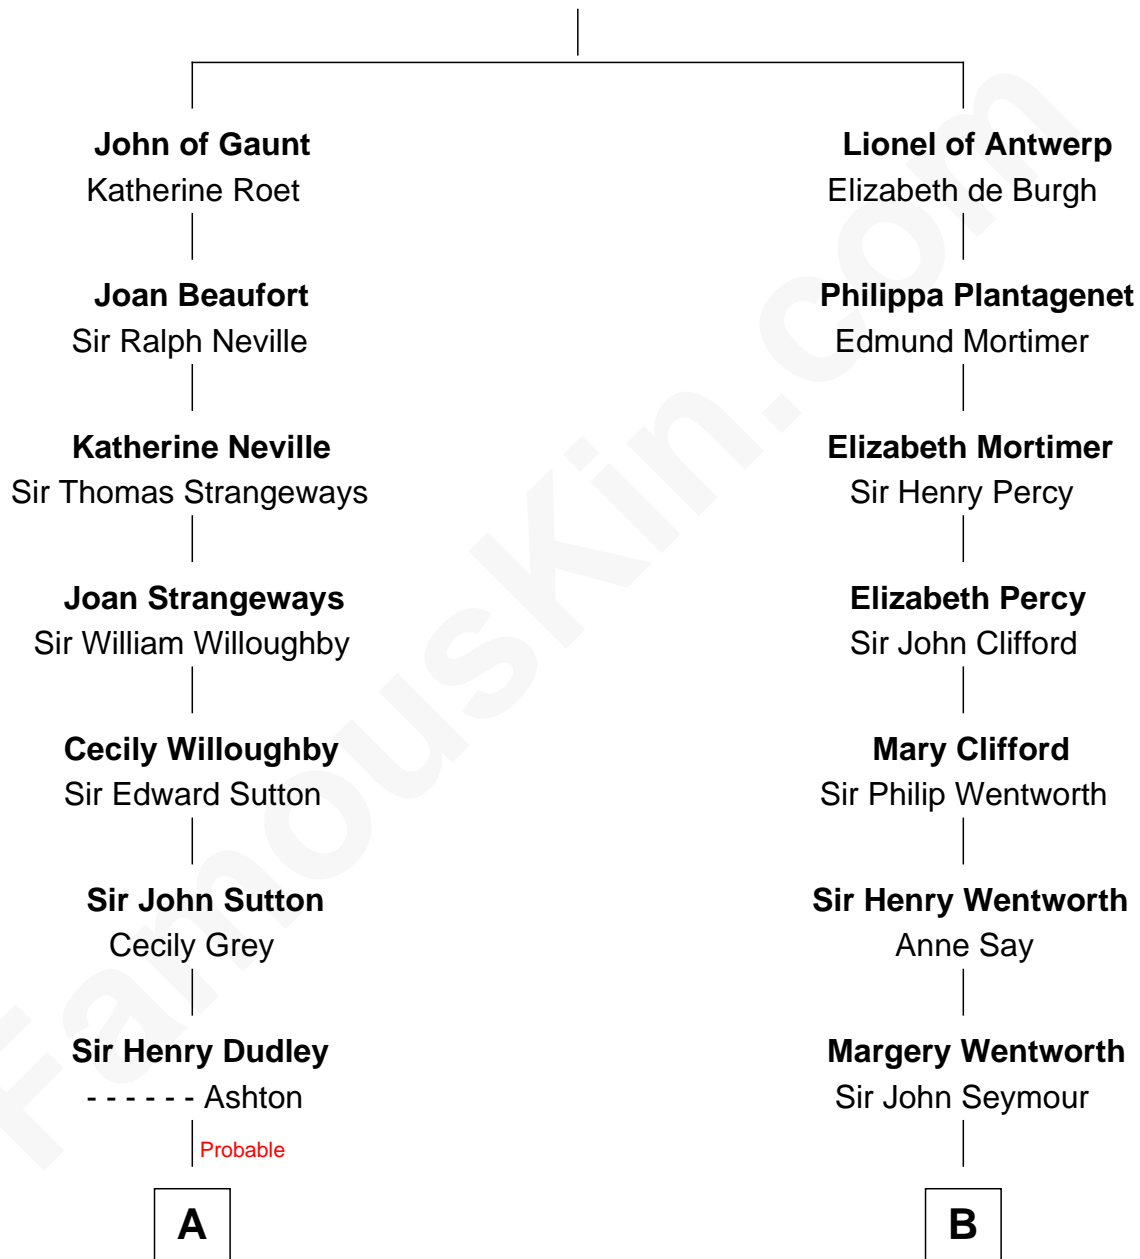 John of Gaunt
Katherine Roet
Joan Beaufort
Sir Ralph Neville
Katherine Neville
Sir Thomas Strangeways
Joan Strangeways
Sir William Willoughby
Cecily Willoughby
Sir Edward Sutton
Sir John Sutton
Cecily Grey
Sir Henry Dudley
- - - - - - Ashton
Probable
A
Lionel of Antwerp
Elizabeth de Burgh
Philippa Plantagenet
Edmund Mortimer
Elizabeth Mortimer
Sir Henry Percy
Elizabeth Percy
Sir John Clifford
Mary Clifford
Sir Philip Wentworth
Sir Henry Wentworth
Anne Say
Margery Wentworth
Sir John Seymour
B
FamousKin.com